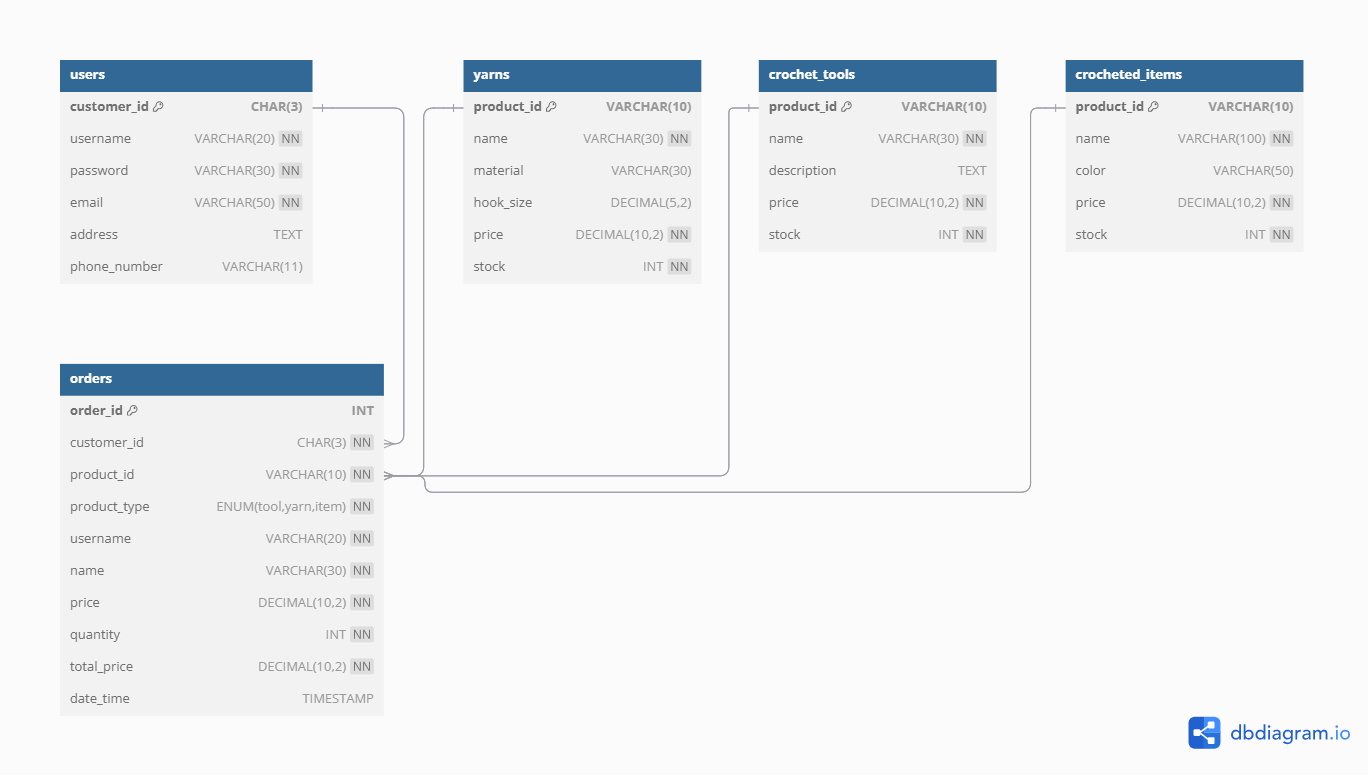 users
customer_id CHAR(3)
username VARCHAR(20) NN
password VARCHAR(30) NN
email VARCHAR(50) NN
address TEXT
phone_number VARCHAR(11)
yarns
product_id VARCHAR(10)
name VARCHAR(30) NN
material VARCHAR(30)
hook_size DECIMAL(5,2)
price DECIMAL(10,2) NN
stock INT NN
crochet_tools
product_id VARCHAR(10)
name VARCHAR(30) NN
description TEXT
price DECIMAL(10,2) NN
stock INT NN
crocheted_items
product_id VARCHAR(10)
name VARCHAR(100) NN
color VARCHAR(50)
price DECIMAL(10,2) NN
stock INT NN
orders
order_id INT
customer_id CHAR(3) NN
product_id VARCHAR(10) NN
product_type ENUM(tool,yarn,item) NN
username VARCHAR(20) NN
name VARCHAR(30) NN
price DECIMAL(10,2) NN
quantity INT NN
total_price DECIMAL(10,2) NN
date_time TIMESTAMP
dbdiagram.io